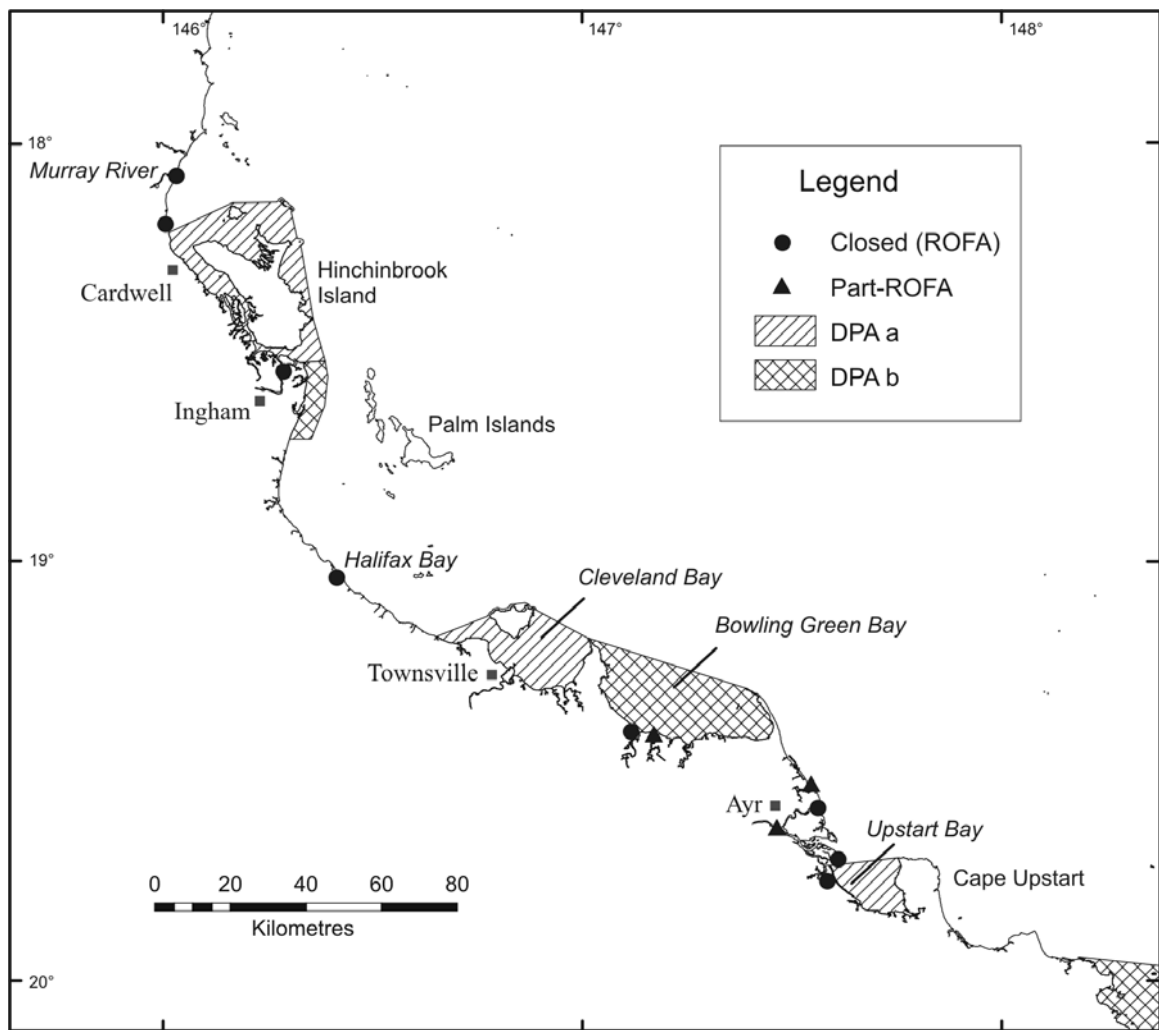 146°
147°
148°
18°
Murray River
Legend
Closed (ROFA)
Part-ROFA
DPA a
DPA b
Hinchinbrook
Island
Cardwell
Ingham
Palm Islands
19°
Halifax Bay
Cleveland Bay
Bowling Green Bay
Townsville
Ayr
Upstart Bay
Cape Upstart
0 20 40 60 80
Kilometres
20°